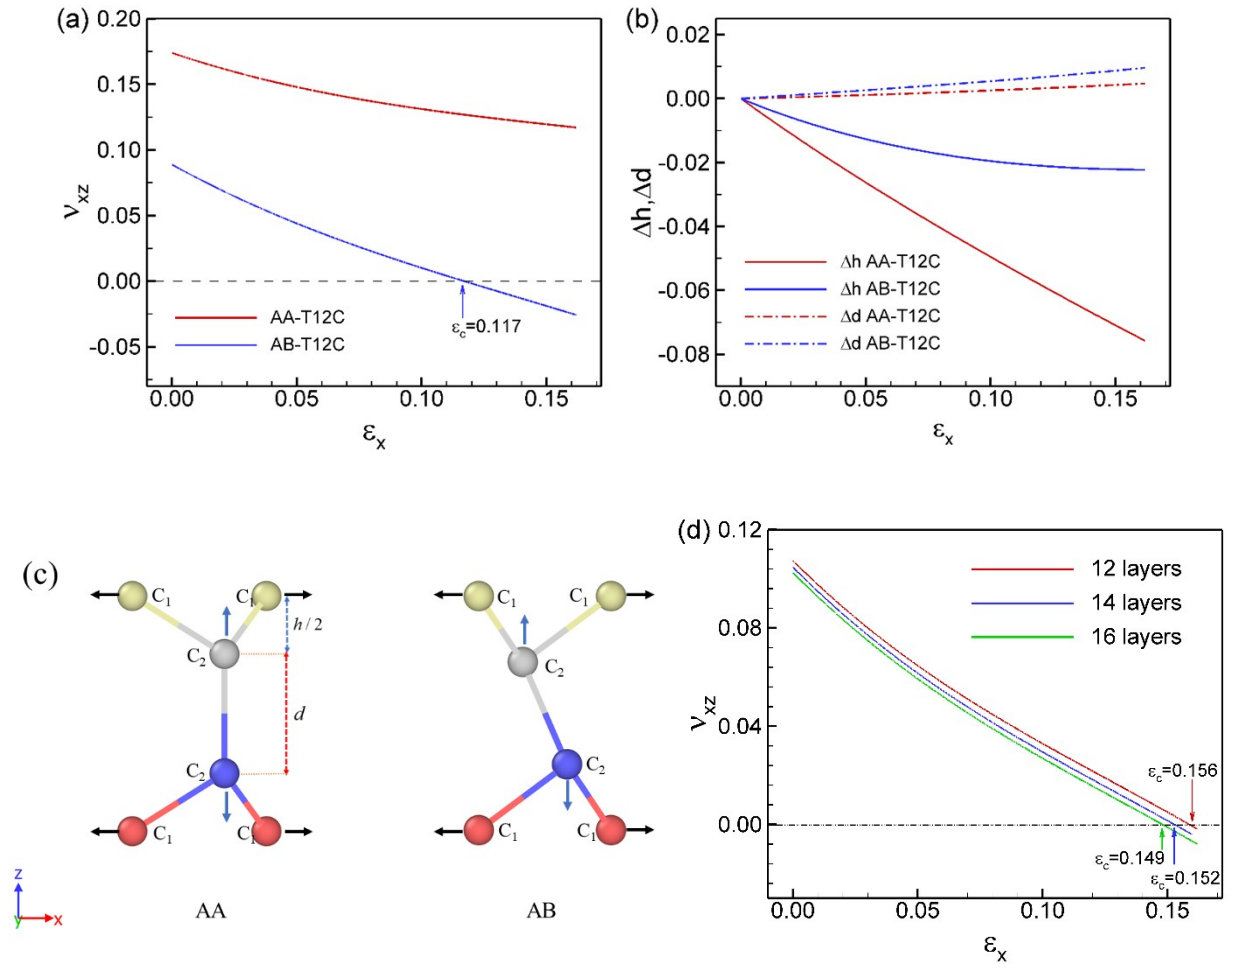 (a)
0.20
0.15
0.10
0.05
0.00
-0.05
ν_xz
AA-T12C
AB-T12C
ε_c=0.117
0.00 0.05 0.10 0.15
ε_x
(b)
0.02
0.00
-0.02
-0.04
-0.06
-0.08
Δh,Δd
Δh AA-T12C
Δh AB-T12C
Δd AA-T12C
Δd AB-T12C
0.00 0.05 0.10 0.15
ε_x
(c)
C₁ C₁
h/2
C₂
d
C₂
C₁ C₁
AA
C₁ C₁
C₂
C₂
C₁ C₁
AB
z
y x
(d)
0.12
0.08
0.04
0.00
ν_xz
12 layers
14 layers
16 layers
ε_c=0.156
ε_c=0.149
ε_c=0.152
0.00 0.05 0.10 0.15
ε_x